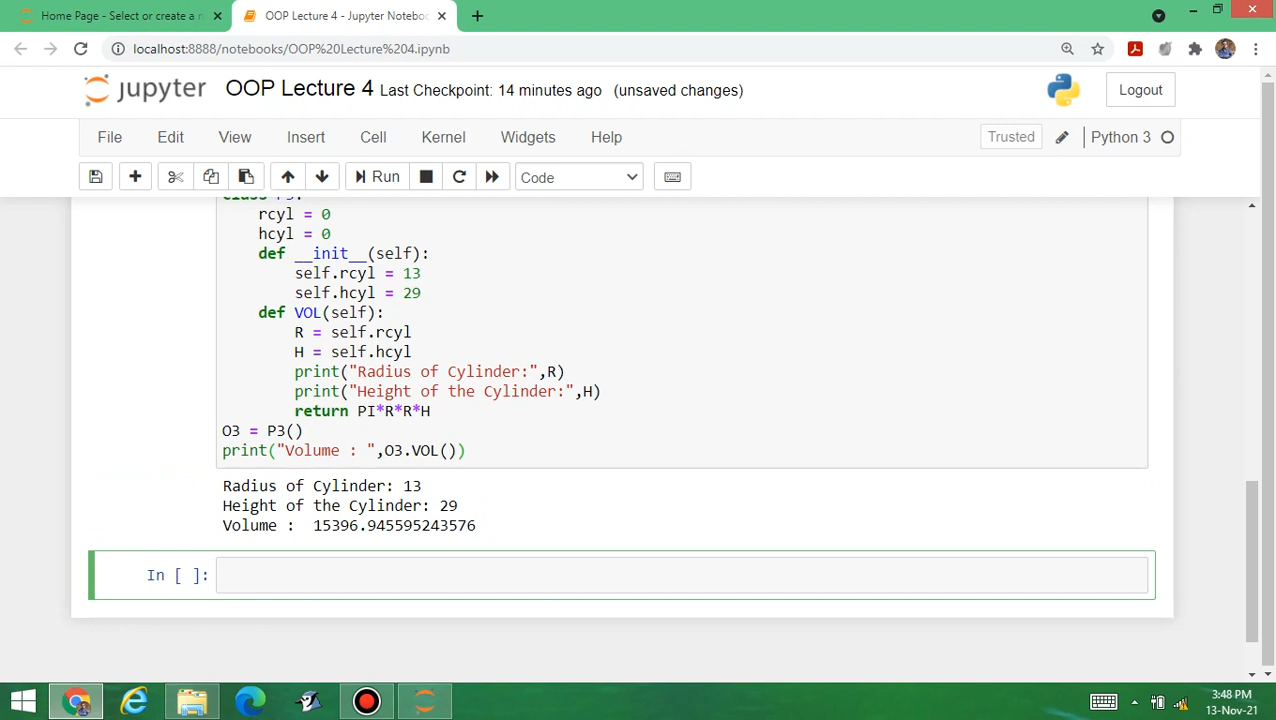 Home Page - Select or create a n
OOP Lecture 4 - Jupyter Noteboo
localhost:8888/notebooks/OOP%20Lecture%204.ipynb
jupyter OOP Lecture 4 Last Checkpoint: 14 minutes ago (unsaved changes)
Logout
File Edit View Insert Cell Kernel Widgets Help
Trusted
Python 3
Run
Code
class P3:
rcyl = 0
hcyl = 0
def __init__(self):
self.rcyl = 13
self.hcyl = 29
def VOL(self):
R = self.rcyl
H = self.hcyl
print("Radius of Cylinder:",R)
print("Height of the Cylinder:",H)
return PI*R*R*H
O3 = P3()
print("Volume : ",O3.VOL())
Radius of Cylinder: 13
Height of the Cylinder: 29
Volume :  15396.945595243576
In [ ]:
3:48 PM
13-Nov-21